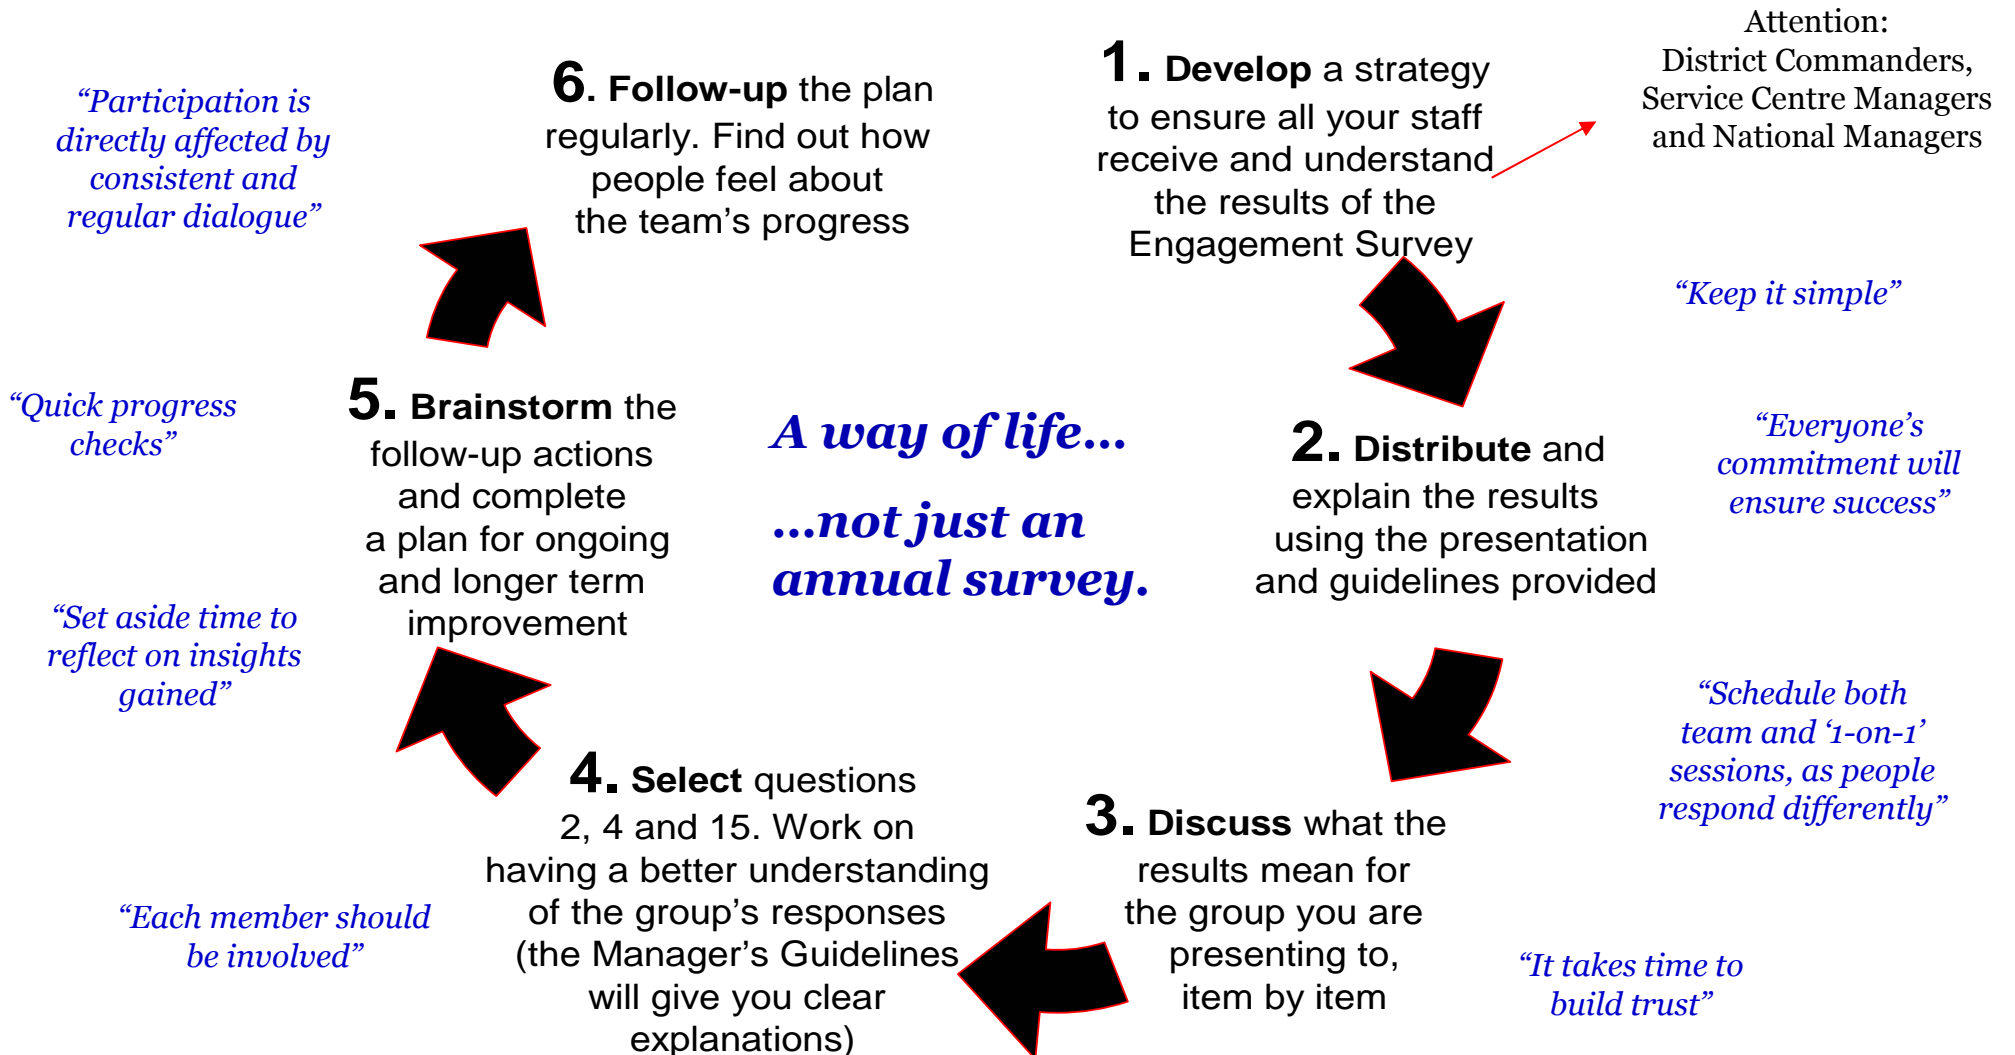 Attention:
District Commanders,
Service Centre Managers
and National Managers
1. Develop a strategy
to ensure all your staff
receive and understand
the results of the
Engagement Survey
“Keep it simple”
2. Distribute and
explain the results
using the presentation
and guidelines provided
“Everyone’s
commitment will
ensure success”
“Schedule both
team and ‘1-on-1’
sessions, as people
respond differently”
3. Discuss what the
results mean for
the group you are
presenting to,
item by item
“It takes time to
build trust”
4. Select questions
2, 4 and 15. Work on
having a better understanding
of the group’s responses
(the Manager’s Guidelines
will give you clear
explanations)
“Each member should
be involved”
5. Brainstorm the
follow-up actions
and complete
a plan for ongoing
and longer term
improvement
“Set aside time to
reflect on insights
gained”
“Quick progress
checks”
6. Follow-up the plan
regularly. Find out how
people feel about
the team’s progress
“Participation is
directly affected by
consistent and
regular dialogue”
A way of life…
…not just an
annual survey.